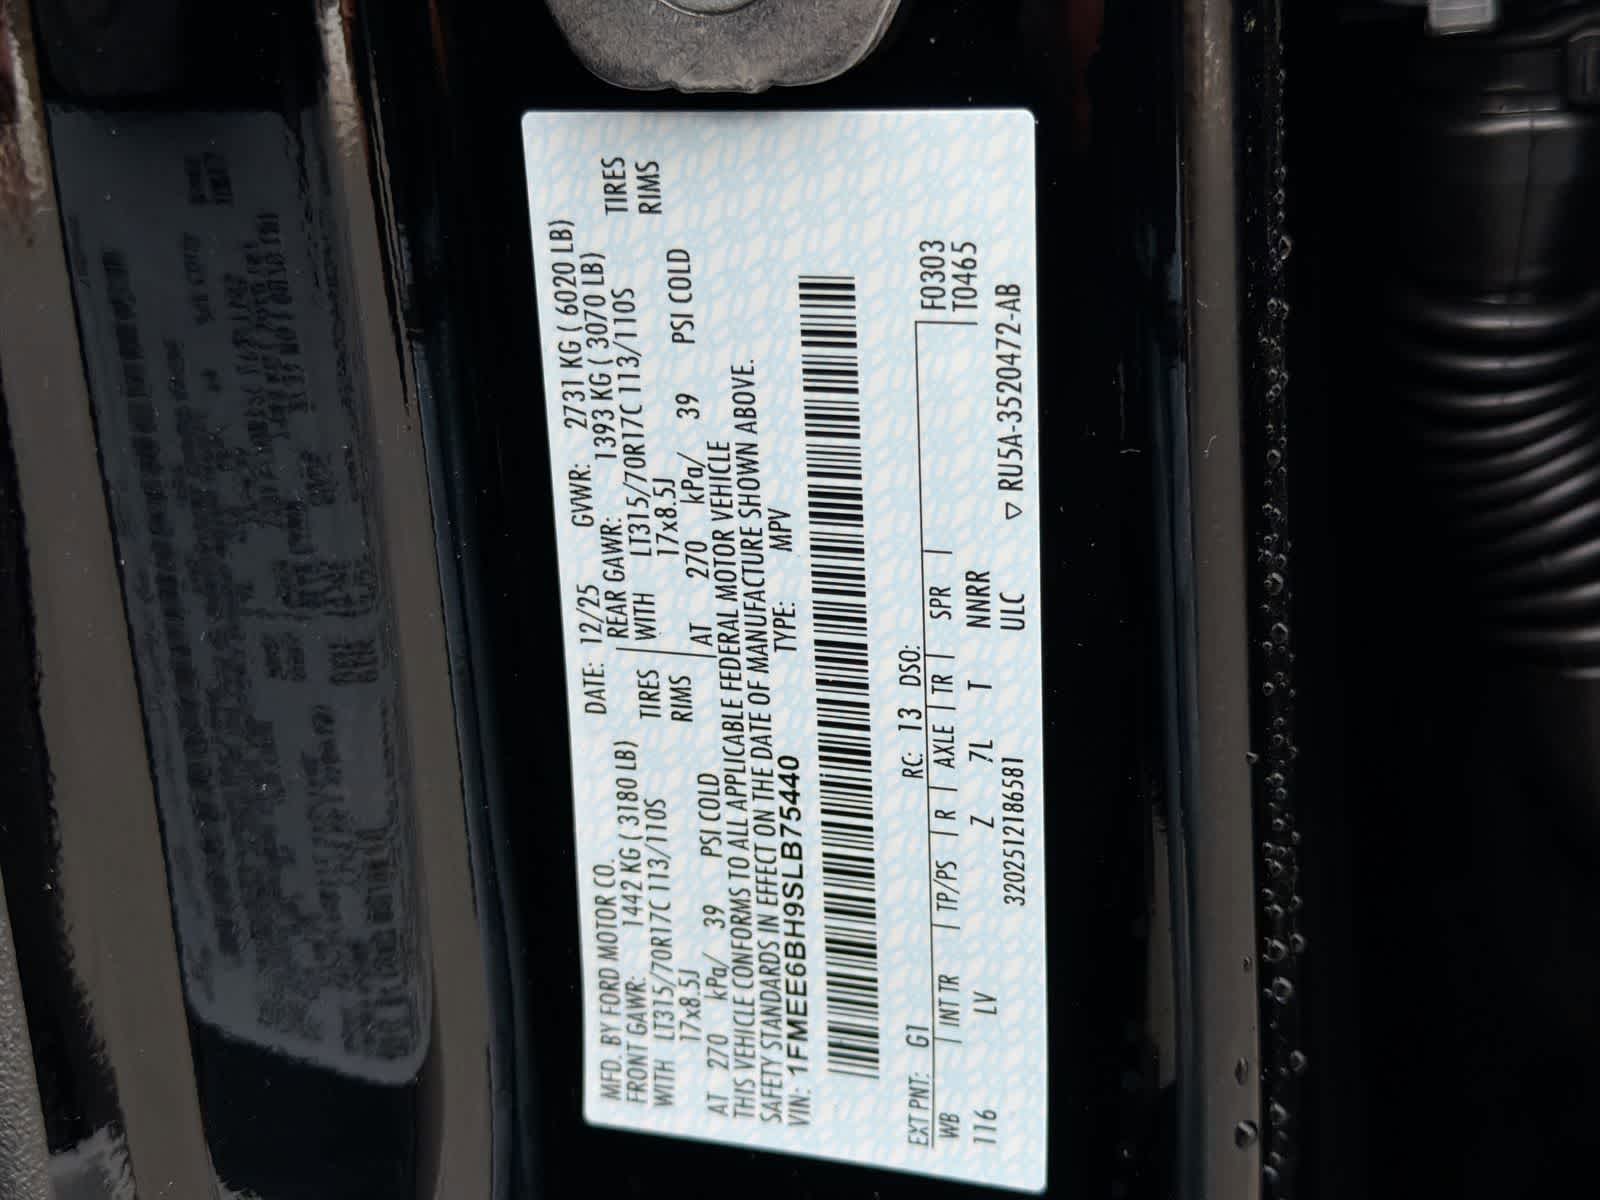 MFD. BY FORD MOTOR CO.
DATE: 12/25 GVWR: 2731 KG ( 6020 LB)
FRONT GAWR: 1442 KG ( 3180 LB) REAR GAWR: 1393 KG ( 3070 LB)
WITH LT315/70R17C 113/110S TIRES WITH LT315/70R17C 113/110S TIRES
17x8.5J RIMS 17x8.5J RIMS
AT 270 kPa/ 39 PSI COLD AT 270 kPa/ 39 PSI COLD
THIS VEHICLE CONFORMS TO ALL APPLICABLE FEDERAL MOTOR VEHICLE
SAFETY STANDARDS IN EFFECT ON THE DATE OF MANUFACTURE SHOWN ABOVE.
VIN: 1FMEE6BH9SLB75440 TYPE: MPV
EXT PNT: G1 RC: 13 DSO: F0303
WB INT TR TP/PS R AXLE TR SPR T0465
116 LV Z 7L T NNRR
3202512186581 ULC ▽ RU5A-3520472-AB